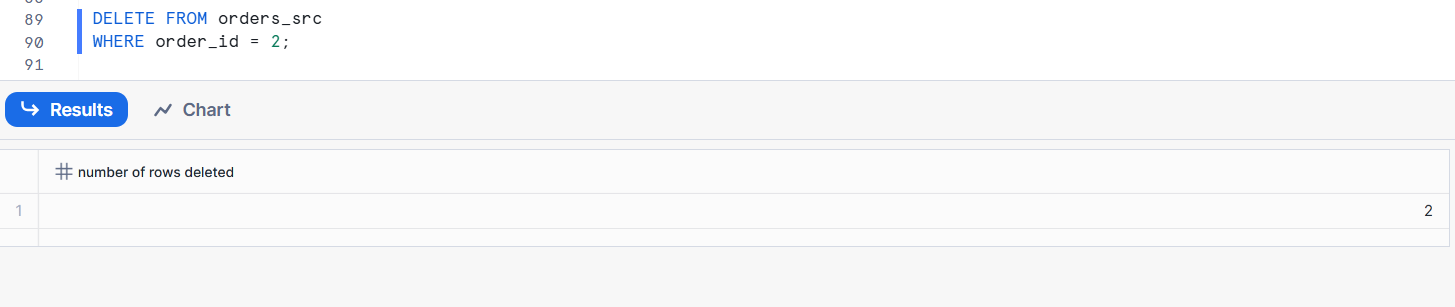 89 DELETE FROM orders_src
90 WHERE order_id = 2;
91
Results Chart
number of rows deleted
1 2